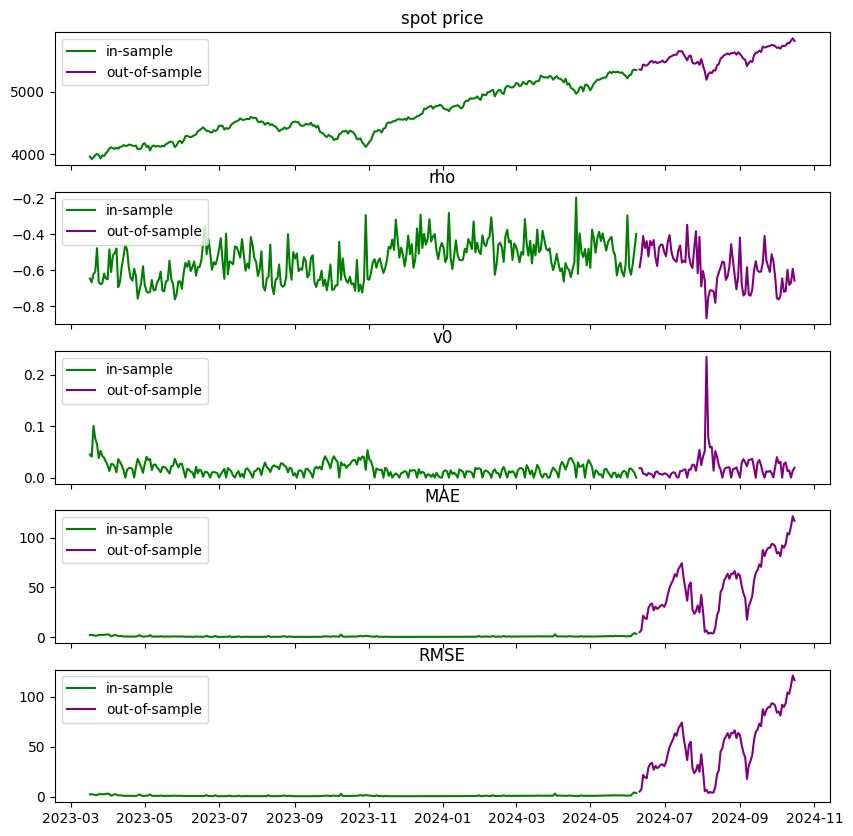 spot price
in-sample
out-of-sample
5000
4000
rho
in-sample
out-of-sample
−0.2
−0.4
−0.6
−0.8
v0
in-sample
out-of-sample
0.2
0.1
0.0
MAE
in-sample
out-of-sample
100
50
0
RMSE
in-sample
out-of-sample
100
50
0
2023-03 2023-05 2023-07 2023-09 2023-11 2024-01 2024-03 2024-05 2024-07 2024-09 2024-11